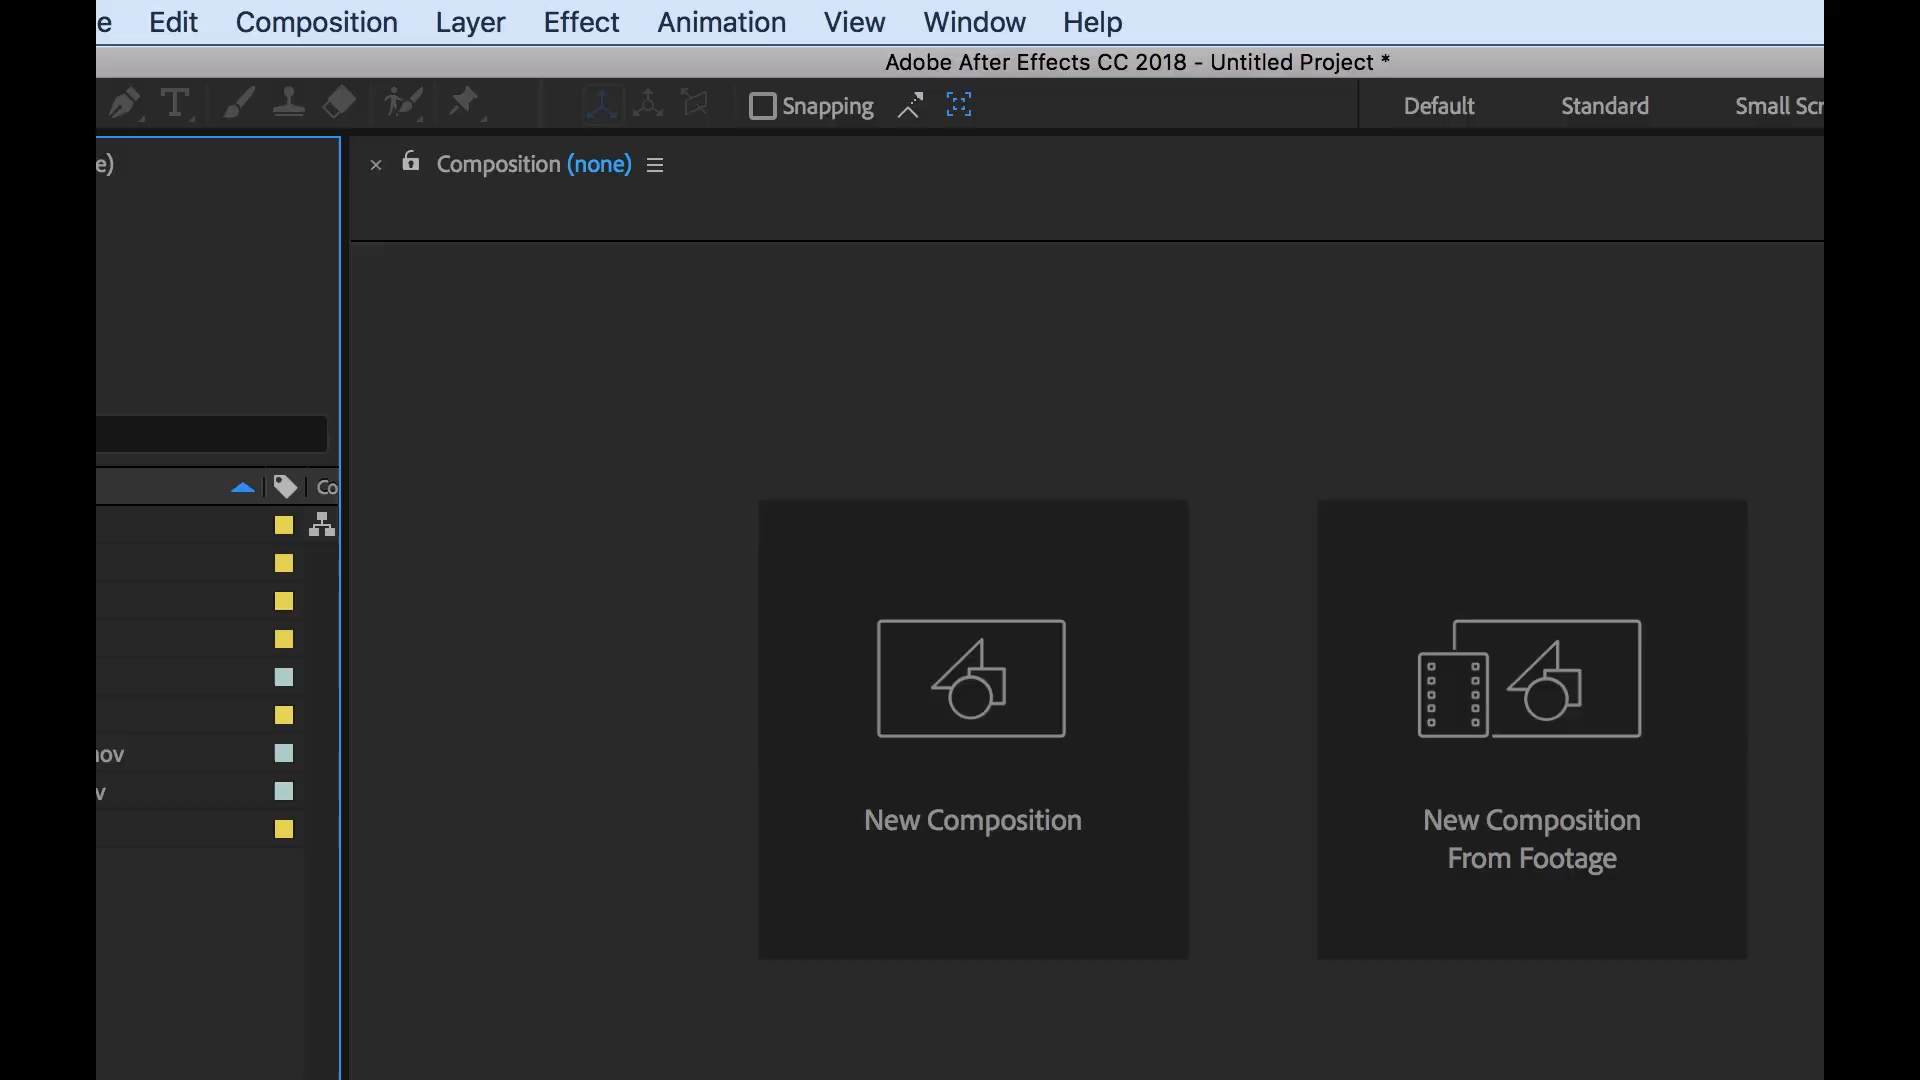 e Edit Composition Layer Effect Animation View Window Help
Adobe After Effects CC 2018 - Untitled Project *
Snapping Default Standard Small Scr
e) Composition (none)
Co
nov
v
New Composition
New Composition
From Footage